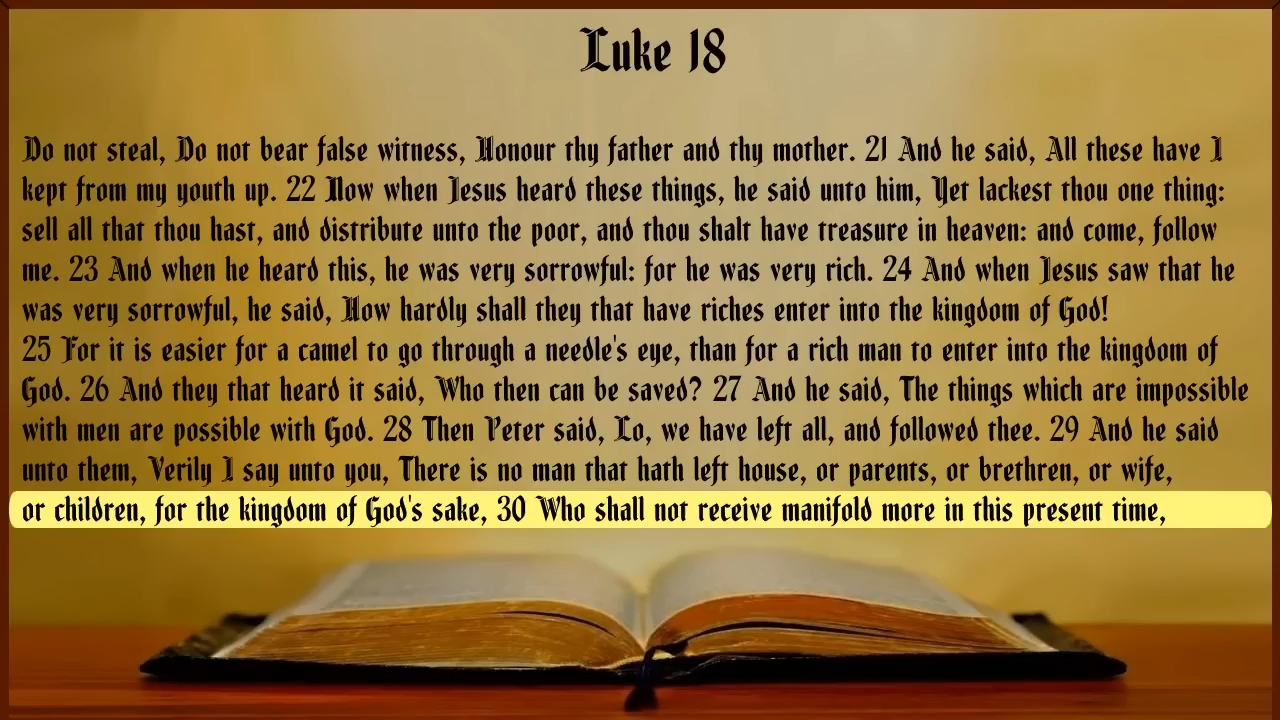 Luke 18
Do not steal, Do not bear false witness, Honour thy father and thy mother. 21 And he said, All these have I
kept from my youth up. 22 Now when Jesus heard these things, he said unto him, Yet lackest thou one thing:
sell all that thou hast, and distribute unto the poor, and thou shalt have treasure in heaven: and come, follow
me. 23 And when he heard this, he was very sorrowful: for he was very rich. 24 And when Jesus saw that he
was very sorrowful, he said, How hardly shall they that have riches enter into the kingdom of God!
25 For it is easier for a camel to go through a needle's eye, than for a rich man to enter into the kingdom of
God. 26 And they that heard it said, Who then can be saved? 27 And he said, The things which are impossible
with men are possible with God. 28 Then Peter said, Lo, we have left all, and followed thee. 29 And he said
unto them, Verily I say unto you, There is no man that hath left house, or parents, or brethren, or wife,
or children, for the kingdom of God's sake, 30 Who shall not receive manifold more in this present time,